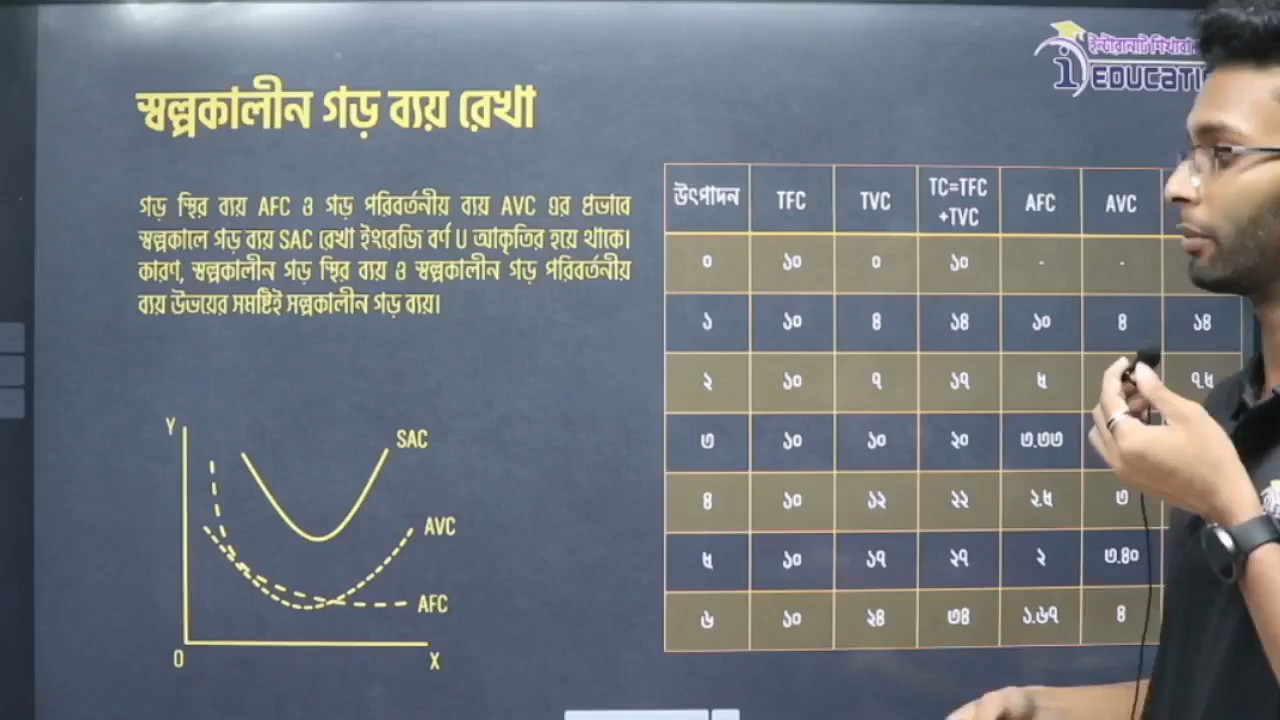 ইন্টারনাট শিখারা
EDUCATI
স্বল্পকালীন গড় ব্যয় রেখা
গড় স্থির ব্যয় AFC ও গড় পরিবর্তনীয় ব্যয় AVC এর প্রভাবে
স্বল্পকালে গড় ব্যয় SAC রেখা ইংরেজি বর্ণ U আকৃতির হয়ে থাকে।
কারণ, স্বল্পকালীন গড় স্থির ব্যয় ও স্বল্পকালীন গড় পরিবর্তনীয়
ব্যয় উভয়ের সমষ্টিই সল্পকালীন গড় ব্যয়।
Y
SAC
AVC
AFC
0
X
উৎপাদন TFC TVC TC=TFC +TVC AFC AVC
০ ১০ ০ ১০ - -
১ ১০ ৪ ১৪ ১০ ৪ ১৪
২ ১০ ৭ ১৭ ৫ ৭.৫
৩ ১০ ১০ ২০ ৩.৩৩
৪ ১০ ১২ ২২ ২.৫ ৩
৫ ১০ ১৭ ২৭ ২ ৩.৪০
৬ ১০ ২৪ ৩৪ ১.৬৭ ৪